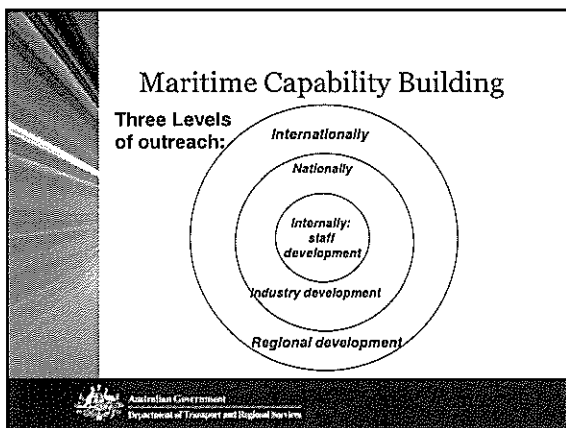 Maritime Capability Building
Three Levels
of outreach:
Internationally
Nationally
Internally:
staff
development
Industry development
Regional development
Australian Government
Department of Transport and Regional Services